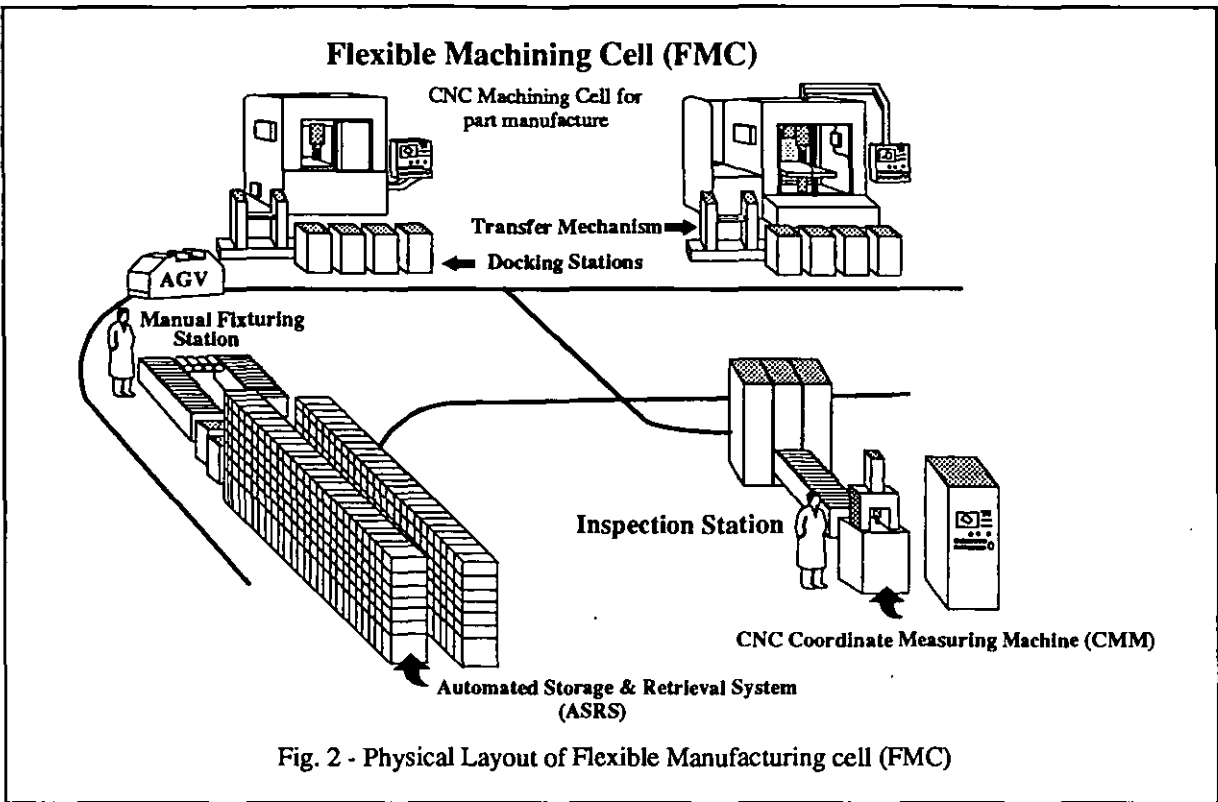 Flexible Machining Cell (FMC)
CNC Machining Cell for
part manufacture
Transfer Mechanism
Docking Stations
AGV
Manual Fixturing
Station
Inspection Station
CNC Coordinate Measuring Machine (CMM)
Automated Storage & Retrieval System
(ASRS)
Fig. 2 - Physical Layout of Flexible Manufacturing cell (FMC)